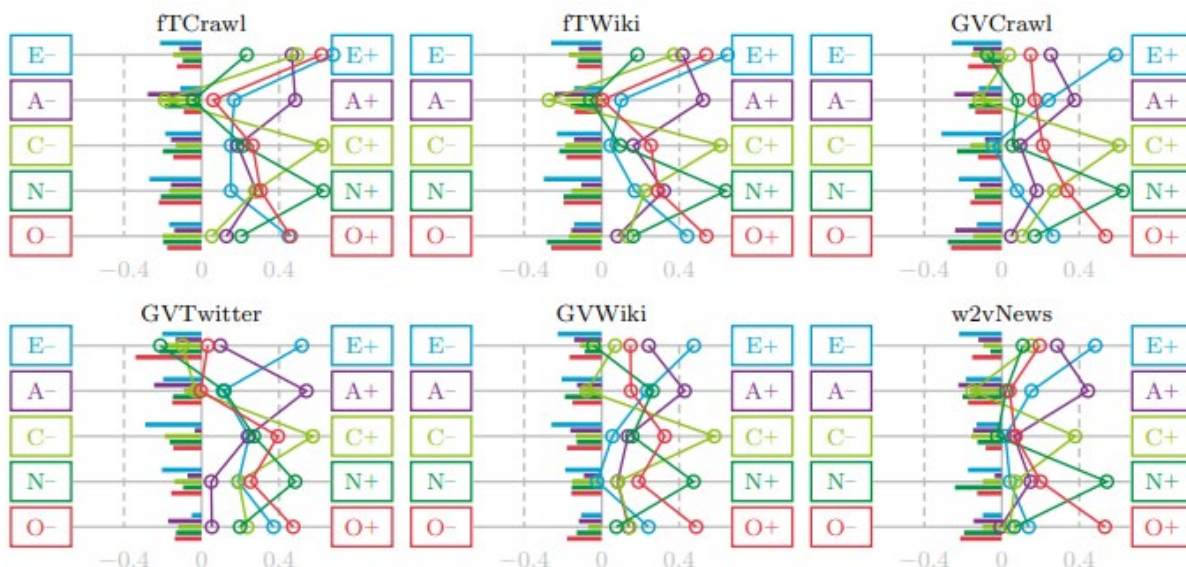 fTCrawl fTWiki GVCrawl
E– E+ E– E+ E– E+
A– A+ A– A+ A– A+
C– C+ C– C+ C– C+
N– N+ N– N+ N– N+
O– O+ O– O+ O– O+
−0.4 0 0.4 −0.4 0 0.4 −0.4 0 0.4
GVTwitter GVWiki w2vNews
E– E+ E– E+ E– E+
A– A+ A– A+ A– A+
C– C+ C– C+ C– C+
N– N+ N– N+ N– N+
O– O+ O– O+ O– O+
−0.4 0 0.4 −0.4 0 0.4 −0.4 0 0.4